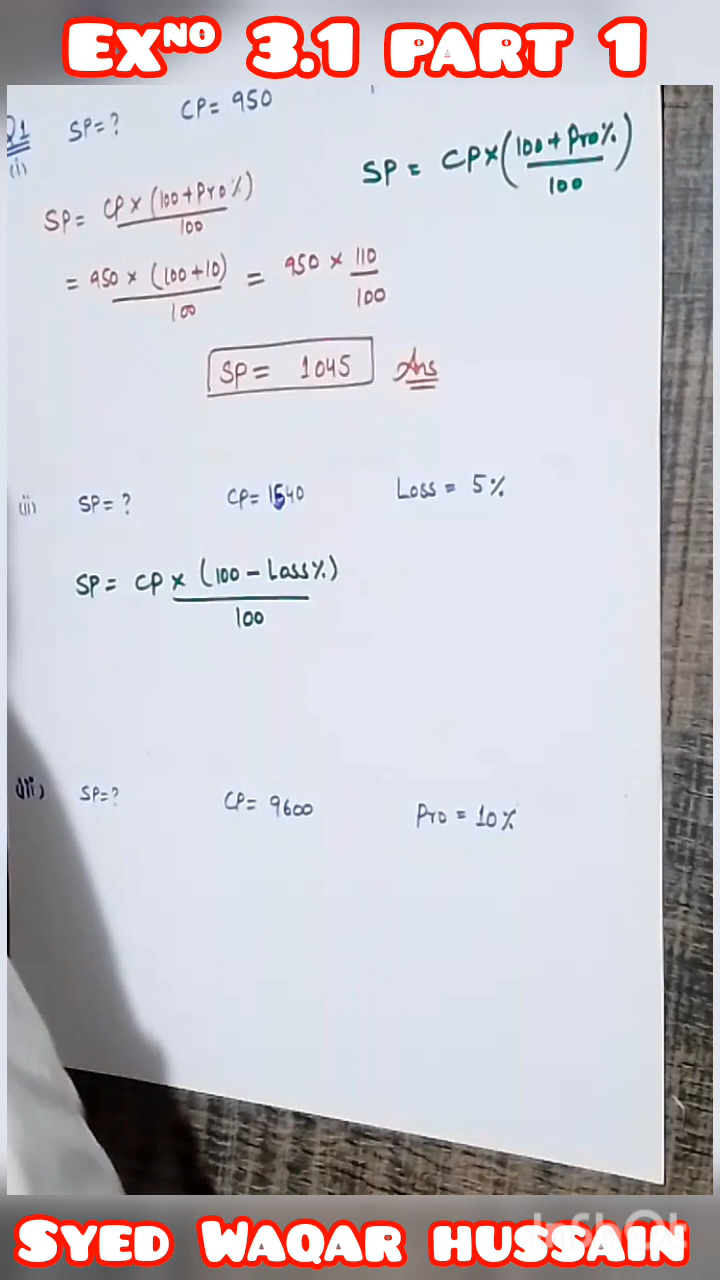 Exᴺᴼ 3.1 PART 1
Q1 SP=? CP= 950
(i)
SP = CP×(100+Pro%)/100
SP= CP × (100+Pro%)/100
= 950 × (100+10)/100 = 950 × 110/100
SP= 1045 Ans
(ii) SP=? CP= 1540 Loss = 5%
SP= CP × (100 - Loss%)/100
(iii) SP=? CP= 9600 Pro = 10%
SYED WAQAR HUSSAIN